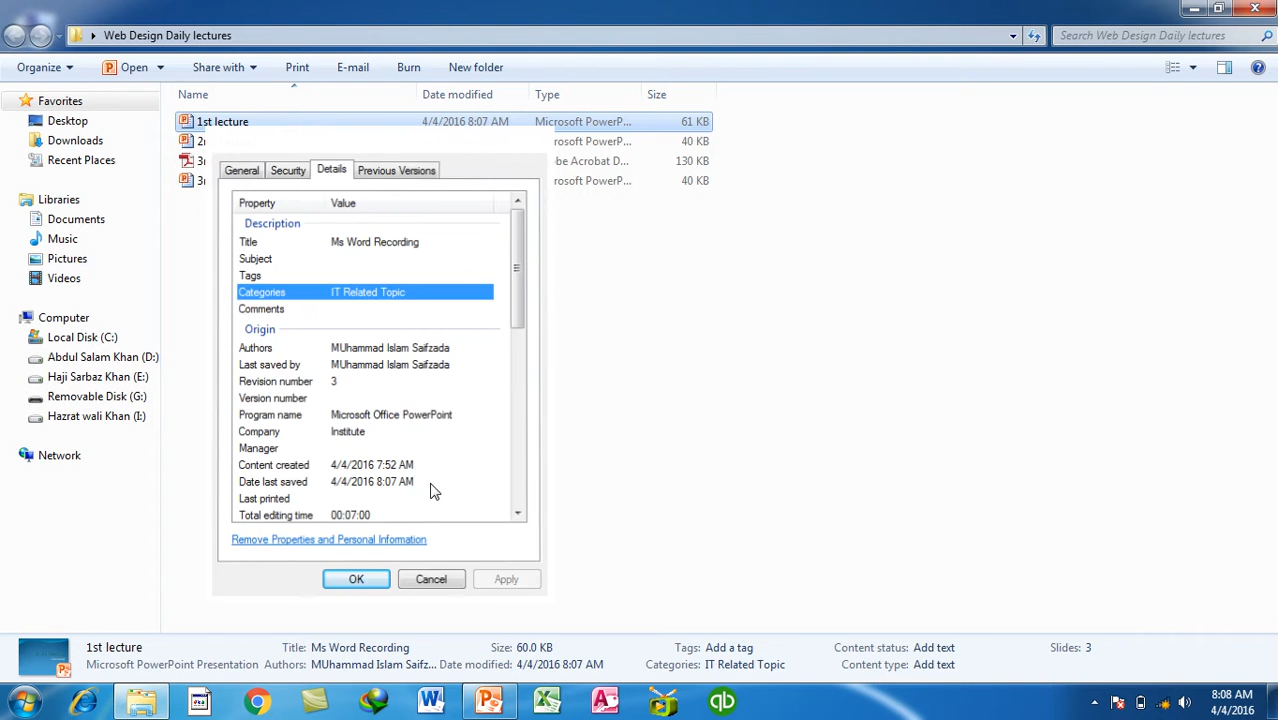 Web Design Daily lectures
Search Web Design Daily lectures
Organize Open Share with Print E-mail Burn New folder
Name Date modified Type Size
Favorites
Desktop
Downloads
Recent Places
Libraries
Documents
Music
Pictures
Videos
Computer
Local Disk (C:)
Abdul Salam Khan (D:)
Haji Sarbaz Khan (E:)
Removable Disk (G:)
Hazrat wali Khan (I:)
Network
1st lecture 4/4/2016 8:07 AM Microsoft PowerP... 61 KB
40 KB
130 KB
40 KB
General Security Details Previous Versions
Property Value
Description
Title Ms Word Recording
Subject
Tags
Categories IT Related Topic
Comments
Origin
Authors MUhammad Islam Saifzada
Last saved by MUhammad Islam Saifzada
Revision number 3
Version number
Program name Microsoft Office PowerPoint
Company Institute
Manager
Content created 4/4/2016 7:52 AM
Date last saved 4/4/2016 8:07 AM
Last printed
Total editing time 00:07:00
Remove Properties and Personal Information
OK Cancel Apply
1st lecture Title: Ms Word Recording Size: 60.0 KB Tags: Add a tag Content status: Add text Slides: 3
Microsoft PowerPoint Presentation Authors: MUhammad Islam Saifz... Date modified: 4/4/2016 8:07 AM Categories: IT Related Topic Content type: Add text
8:08 AM
4/4/2016